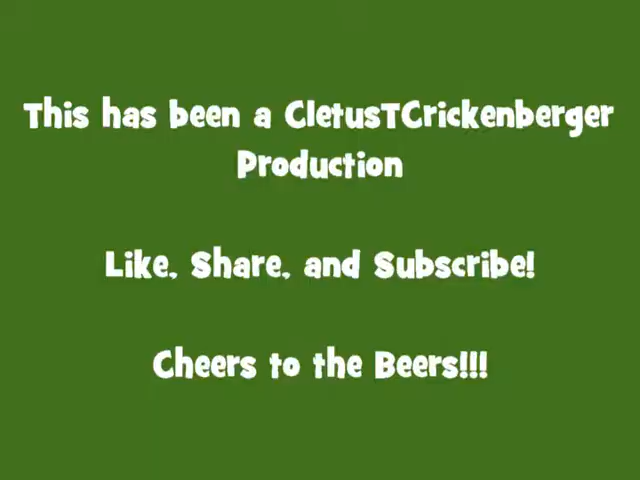 This has been a CletusTCrickenberger
Production
Like, Share, and Subscribe!
Cheers to the Beers!!!